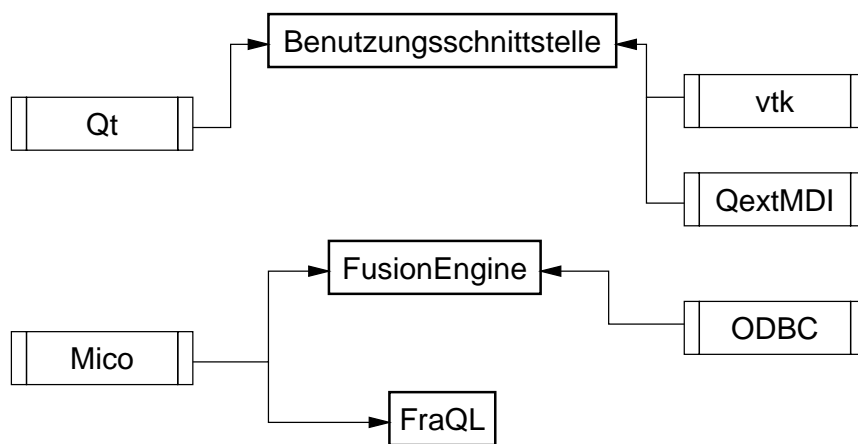 Benutzungsschnittstelle
vtk
Qt
QextMDI
FusionEngine
ODBC
Mico
FraQL